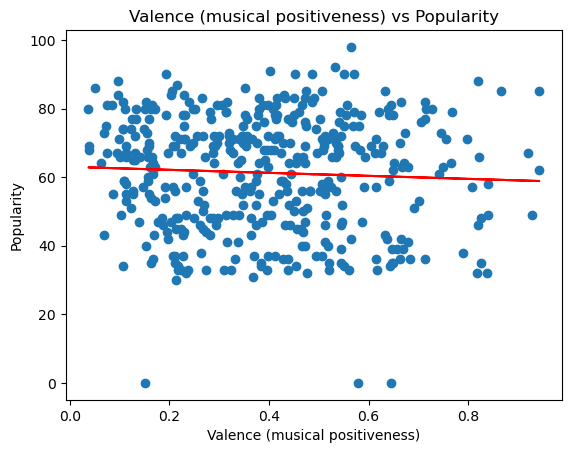 Valence (musical positiveness) vs Popularity
100
80
60
40
20
0
Popularity
0.0 0.2 0.4 0.6 0.8
Valence (musical positiveness)